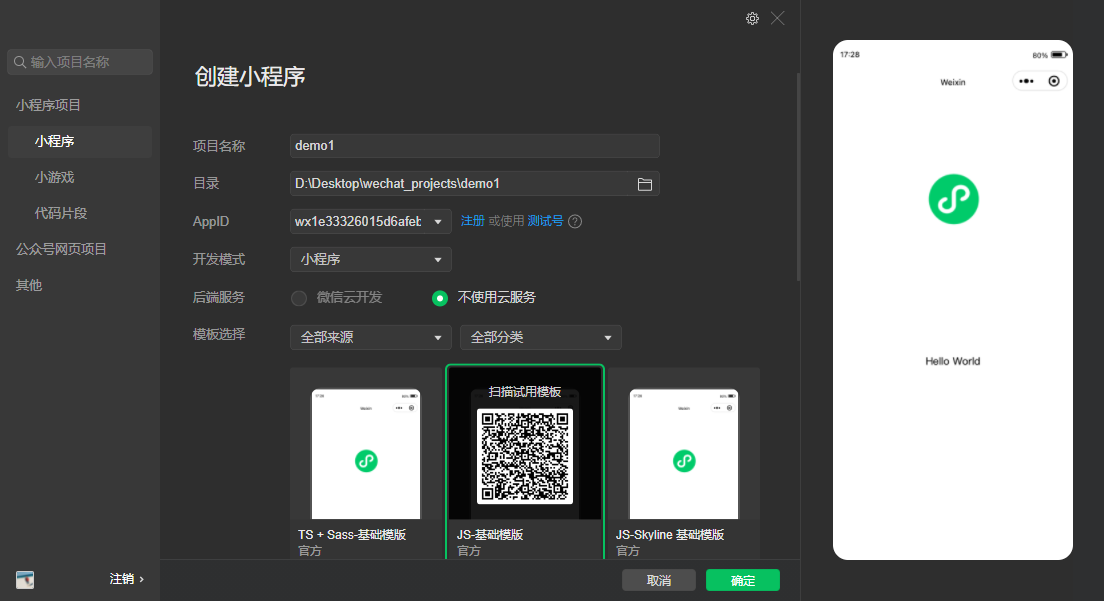 输入项目名称
小程序项目
小程序
小游戏
代码片段
公众号网页项目
其他
注销 ›
创建小程序
项目名称
demo1
目录
D:\Desktop\wechat_projects\demo1
AppID
wx1e33326015d6afeb
注册 或使用 测试号 ?
开发模式
小程序
后端服务
微信云开发
不使用云服务
模板选择
全部来源
全部分类
扫描试用模板
TS + Sass-基础模版
官方
JS-基础模版
官方
JS-Skyline 基础模版
官方
取消
确定
17:28
80%
Weixin
Hello World